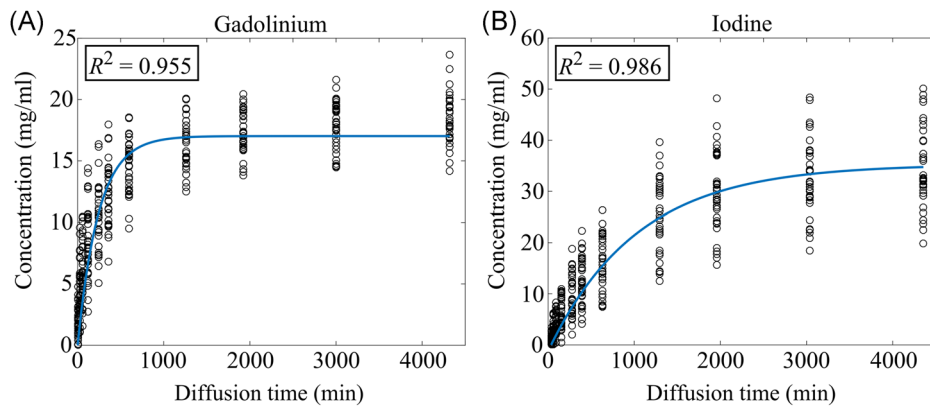 (A)
Gadolinium
R² = 0.955
25
20
15
10
5
0
Concentration (mg/ml)
0 1000 2000 3000 4000
Diffusion time (min)
(B)
Iodine
R² = 0.986
60
50
40
30
20
10
0
Concentration (mg/ml)
0 1000 2000 3000 4000
Diffusion time (min)